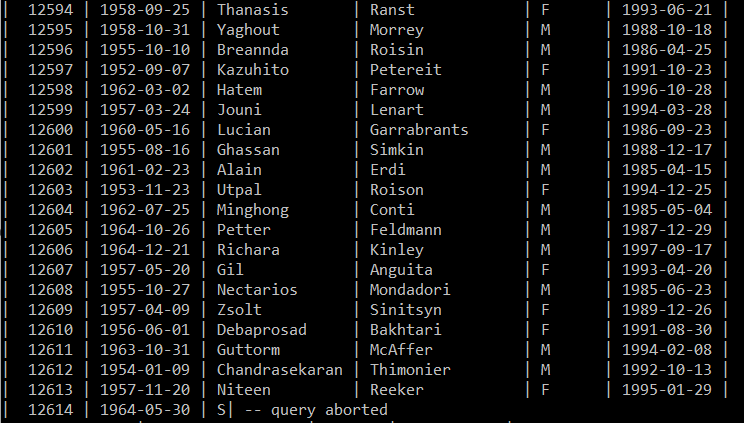 | 12594 | 1958-09-25 | Thanasis | Ranst | F | 1993-06-21 |
| 12595 | 1958-10-31 | Yaghout | Morrey | M | 1988-10-18 |
| 12596 | 1955-10-10 | Breannda | Roisin | M | 1986-04-25 |
| 12597 | 1952-09-07 | Kazuhito | Petereit | F | 1991-10-23 |
| 12598 | 1962-03-02 | Hatem | Farrow | M | 1996-10-28 |
| 12599 | 1957-03-24 | Jouni | Lenart | M | 1994-03-28 |
| 12600 | 1960-05-16 | Lucian | Garrabrants | F | 1986-09-23 |
| 12601 | 1955-08-16 | Ghassan | Simkin | M | 1988-12-17 |
| 12602 | 1961-02-23 | Alain | Erdi | M | 1985-04-15 |
| 12603 | 1953-11-23 | Utpal | Roison | F | 1994-12-25 |
| 12604 | 1962-07-25 | Minghong | Conti | M | 1985-05-04 |
| 12605 | 1964-10-26 | Petter | Feldmann | M | 1987-12-29 |
| 12606 | 1964-12-21 | Richara | Kinley | M | 1997-09-17 |
| 12607 | 1957-05-20 | Gil | Anguita | F | 1993-04-20 |
| 12608 | 1955-10-27 | Nectarios | Mondadori | M | 1985-06-23 |
| 12609 | 1957-04-09 | Zsolt | Sinitsyn | F | 1989-12-26 |
| 12610 | 1956-06-01 | Debaprosad | Bakhtari | F | 1991-08-30 |
| 12611 | 1963-10-31 | Guttorm | McAffer | M | 1994-02-08 |
| 12612 | 1954-01-09 | Chandrasekaran | Thimonier | M | 1992-10-13 |
| 12613 | 1957-11-20 | Niteen | Reeker | F | 1995-01-29 |
| 12614 | 1964-05-30 | S| -- query aborted